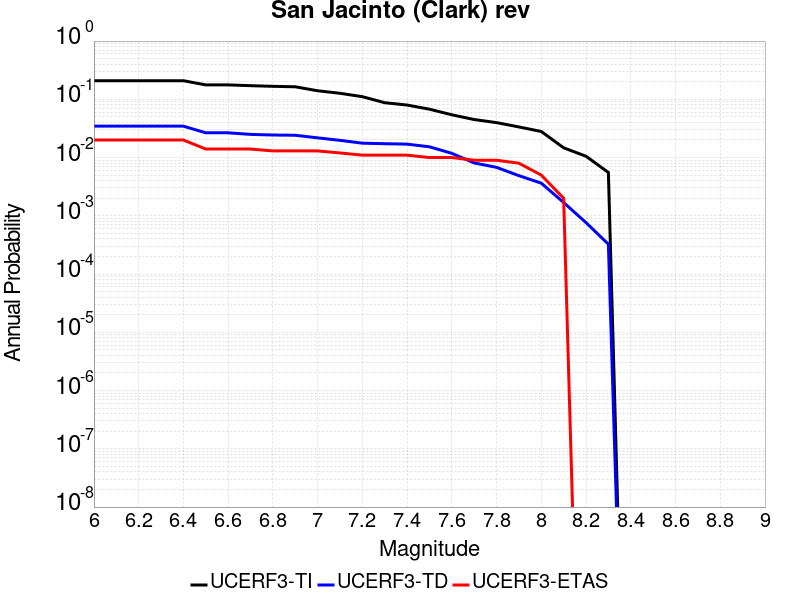 San Jacinto (Clark) rev
10^0
10^-1
10^-2
10^-3
10^-4
10^-5
10^-6
10^-7
10^-8
Annual Probability
6 6.2 6.4 6.6 6.8 7 7.2 7.4 7.6 7.8 8 8.2 8.4 8.6 8.8 9
Magnitude
UCERF3-TI UCERF3-TD UCERF3-ETAS